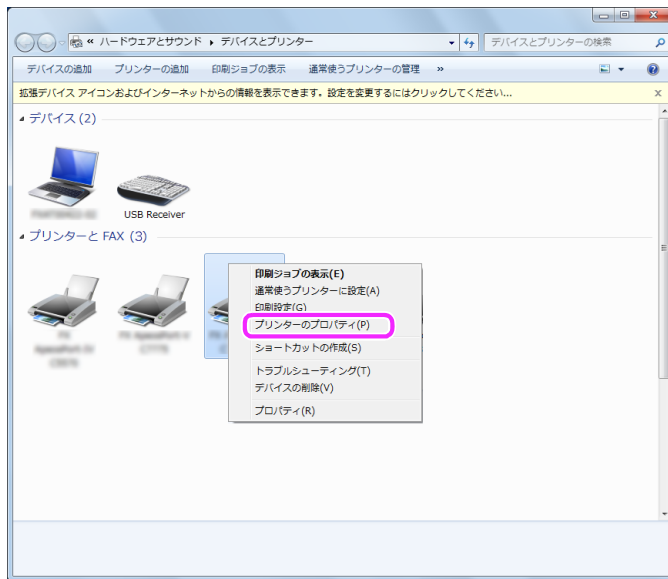 « ハードウェアとサウンド ▸ デバイスとプリンター
デバイスとプリンターの検索
デバイスの追加 プリンターの追加 印刷ジョブの表示 通常使うプリンターの管理 »
拡張デバイス アイコンおよびインターネットからの情報を表示できます。設定を変更するにはクリックしてください...
デバイス (2)
USB Receiver
プリンターと FAX (3)
印刷ジョブの表示(E)
通常使うプリンターに設定(A)
印刷設定(G)
プリンターのプロパティ(P)
ショートカットの作成(S)
トラブルシューティング(T)
デバイスの削除(V)
プロパティ(R)